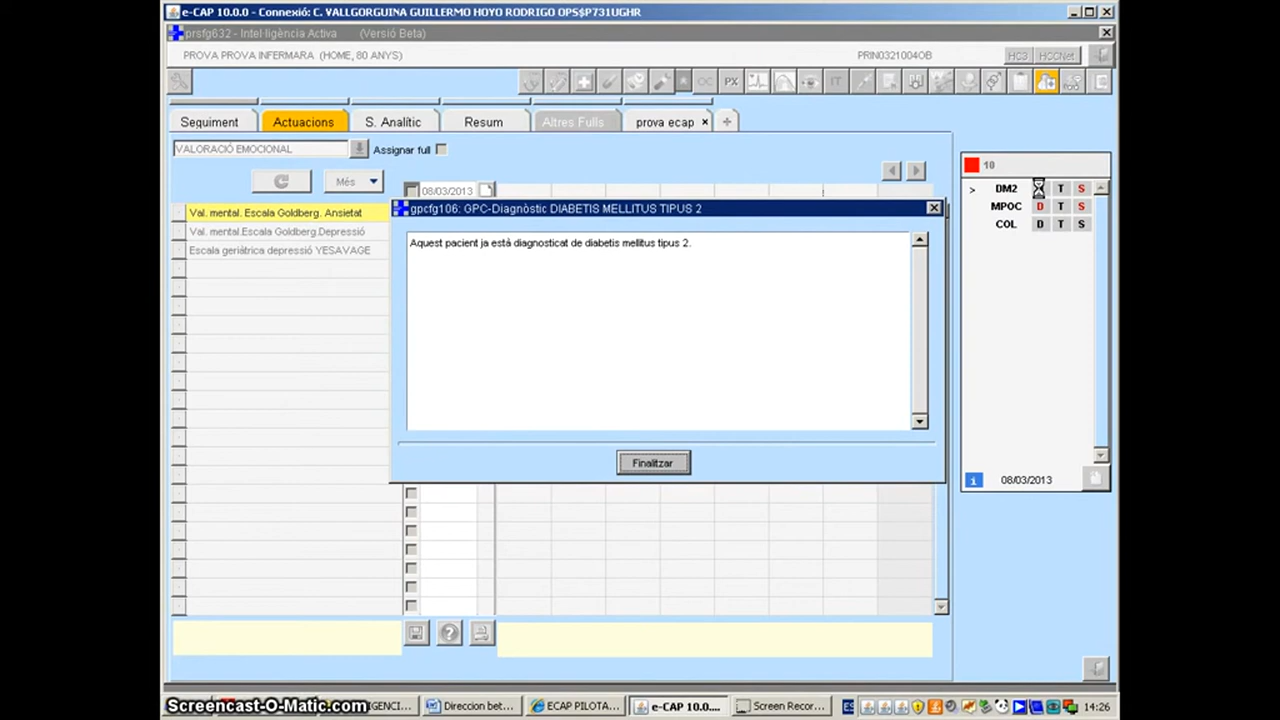 e-CAP 10.0.0 - Connexió: C. VALLGORGUINA GUILLERMO HOYO RODRIGO OPS$P731UGHR
prsfg632 - Intel·ligència Activa (Versió Beta)
PROVA PROVA INFERMARA (HOME, 80 ANYS) PRIN0321004OB HC3 HCCNet
OC PX IT
Seguiment Actuacions S. Analític Resum Altres Fulls prova ecap × +
VALORACIÓ EMOCIONAL Assignar full
Més
08/03/2013
Val. mental. Escala Goldberg. Ansietat
Val. mental.Escala Goldberg.Depressió
Escala geriàtrica depressió YESAVAGE
gpcfg106: GPC-Diagnòstic DIABETIS MELLITUS TIPUS 2
Aquest pacient ja està diagnosticat de diabetis mellitus tipus 2.
Finalitzar
10
> DM2 T S
MPOC D T S
COL D T S
i 08/03/2013
Screencast-O-Matic.com GENCI... Direccion bet... ECAP PILOTA... e-CAP 10.0.... Screen Recor... ES 14:26